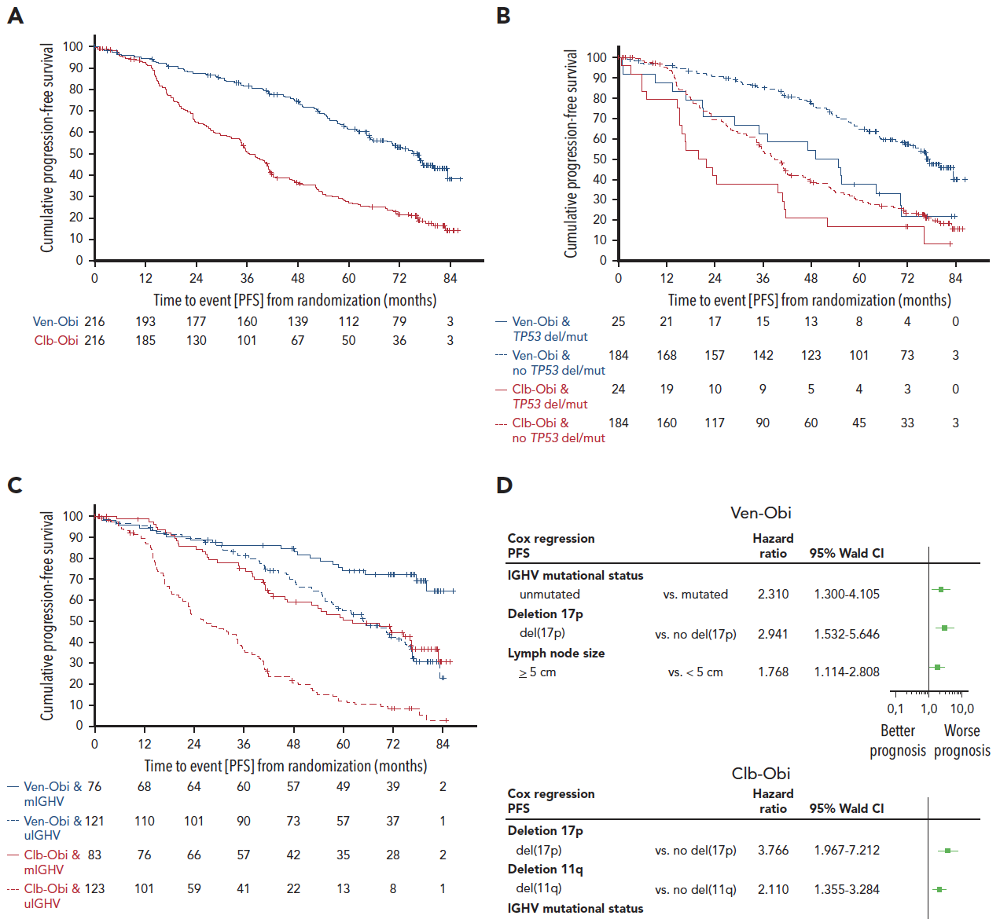 A
Cumulative progression-free survival
100
90
80
70
60
50
40
30
20
10
0
0 12 24 36 48 60 72 84
Time to event [PFS] from randomization (months)
Ven-Obi 216 193 177 160 139 112 79 3
Clb-Obi 216 185 130 101 67 50 36 3
B
Cumulative progression-free survival
100
90
80
70
60
50
40
30
20
10
0
0 12 24 36 48 60 72 84
Time to event [PFS] from randomization (months)
Ven-Obi & 25 21 17 15 13 8 4 0
TP53 del/mut
Ven-Obi & 184 168 157 142 123 101 73 3
no TP53 del/mut
Clb-Obi & 24 19 10 9 5 4 3 0
TP53 del/mut
Clb-Obi & 184 160 117 90 60 45 33 3
no TP53 del/mut
C
Cumulative progression-free survival
100
90
80
70
60
50
40
30
20
10
0
0 12 24 36 48 60 72 84
Time to event [PFS] from randomization (months)
Ven-Obi & 76 68 64 60 57 49 39 2
mIGHV
Ven-Obi & 121 110 101 90 73 57 37 1
uIGHV
Clb-Obi & 83 76 66 57 42 35 28 2
mIGHV
Clb-Obi & 123 101 59 41 22 13 8 1
uIGHV
D
Ven-Obi
Cox regression Hazard
PFS ratio 95% Wald CI
IGHV mutational status
unmutated vs. mutated 2.310 1.300-4.105
Deletion 17p
del(17p) vs. no del(17p) 2.941 1.532-5.646
Lymph node size
≥ 5 cm vs. < 5 cm 1.768 1.114-2.808
0,1 1,0 10,0
Better Worse
prognosis prognosis
Clb-Obi
Cox regression Hazard
PFS ratio 95% Wald CI
Deletion 17p
del(17p) vs. no del(17p) 3.766 1.967-7.212
Deletion 11q
del(11q) vs. no del(11q) 2.110 1.355-3.284
IGHV mutational status